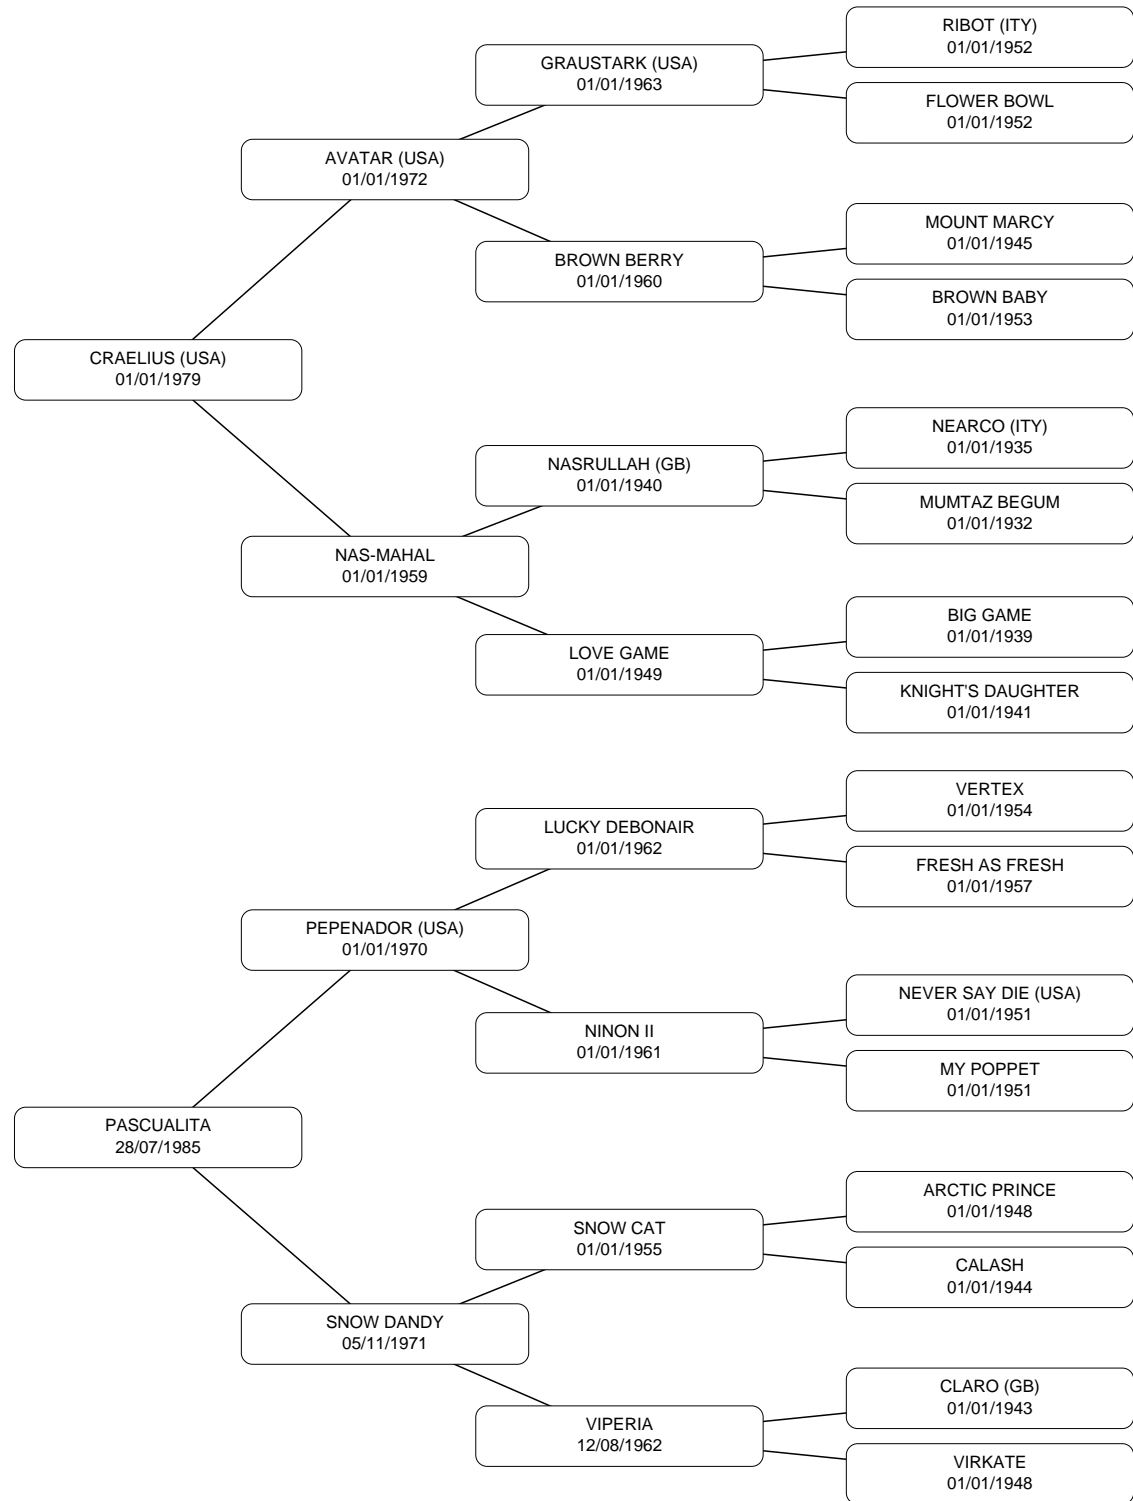 RIBOT (ITY)
01/01/1952
GRAUSTARK (USA)
01/01/1963
FLOWER BOWL
01/01/1952
AVATAR (USA)
01/01/1972
MOUNT MARCY
01/01/1945
BROWN BERRY
01/01/1960
BROWN BABY
01/01/1953
CRAELIUS (USA)
01/01/1979
NEARCO (ITY)
01/01/1935
NASRULLAH (GB)
01/01/1940
MUMTAZ BEGUM
01/01/1932
NAS-MAHAL
01/01/1959
BIG GAME
01/01/1939
LOVE GAME
01/01/1949
KNIGHT'S DAUGHTER
01/01/1941
VERTEX
01/01/1954
LUCKY DEBONAIR
01/01/1962
FRESH AS FRESH
01/01/1957
PEPENADOR (USA)
01/01/1970
NEVER SAY DIE (USA)
01/01/1951
NINON II
01/01/1961
MY POPPET
01/01/1951
PASCUALITA
28/07/1985
ARCTIC PRINCE
01/01/1948
SNOW CAT
01/01/1955
CALASH
01/01/1944
SNOW DANDY
05/11/1971
CLARO (GB)
01/01/1943
VIPERIA
12/08/1962
VIRKATE
01/01/1948